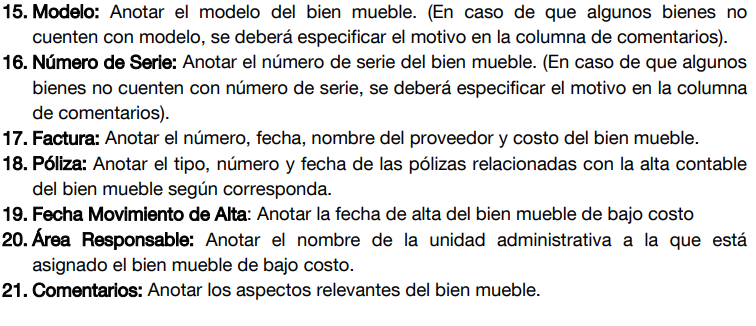 15. Modelo: Anotar el modelo del bien mueble. (En caso de que algunos bienes no
cuenten con modelo, se deberá especificar el motivo en la columna de comentarios).
16. Número de Serie: Anotar el número de serie del bien mueble. (En caso de que algunos
bienes no cuenten con número de serie, se deberá especificar el motivo en la columna
de comentarios).
17. Factura: Anotar el número, fecha, nombre del proveedor y costo del bien mueble.
18. Póliza: Anotar el tipo, número y fecha de las pólizas relacionadas con la alta contable
del bien mueble según corresponda.
19. Fecha Movimiento de Alta: Anotar la fecha de alta del bien mueble de bajo costo
20. Área Responsable: Anotar el nombre de la unidad administrativa a la que está
asignado el bien mueble de bajo costo.
21. Comentarios: Anotar los aspectos relevantes del bien mueble.